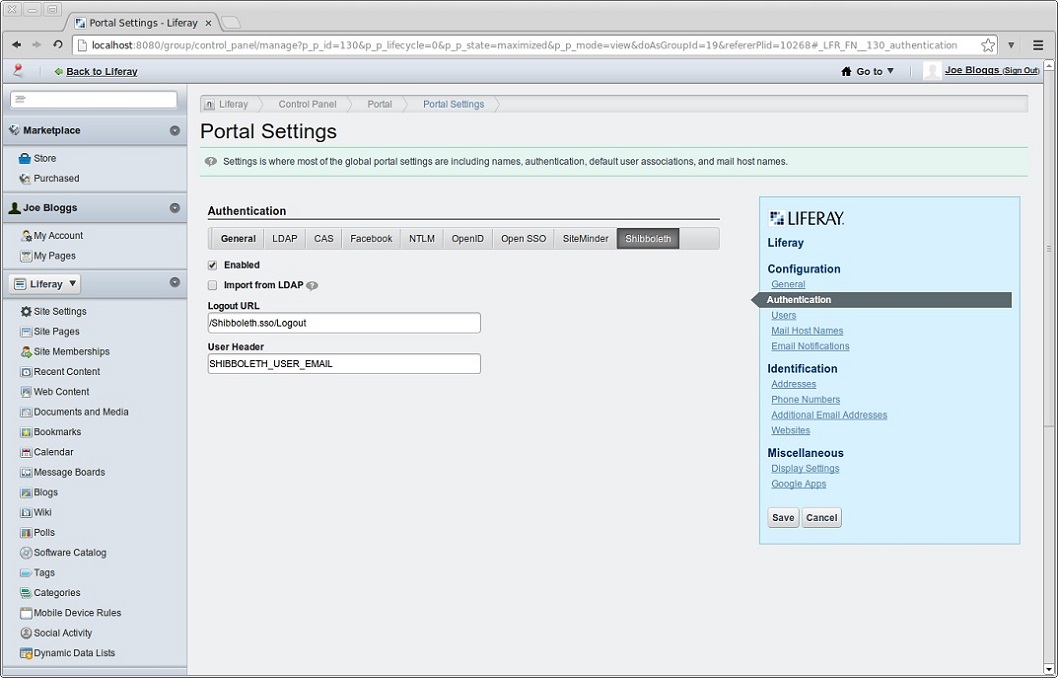 Portal Settings - Liferay
localhost:8080/group/control_panel/manage?p_p_id=130&p_p_lifecycle=0&p_p_state=maximized&p_p_mode=view&doAsGroupId=19&refererPlid=10268#_LFR_FN__130_authentication
Back to Liferay
Go to
Joe Bloggs (Sign Out)
Marketplace
Store
Purchased
Joe Bloggs
My Account
My Pages
Liferay
Site Settings
Site Pages
Site Memberships
Recent Content
Web Content
Documents and Media
Bookmarks
Calendar
Message Boards
Blogs
Wiki
Polls
Software Catalog
Tags
Categories
Mobile Device Rules
Social Activity
Dynamic Data Lists
Liferay Control Panel Portal Portal Settings
Portal Settings
Settings is where most of the global portal settings are including names, authentication, default user associations, and mail host names.
Authentication
General LDAP CAS Facebook NTLM OpenID Open SSO SiteMinder Shibboleth
Enabled
Import from LDAP
Logout URL
/Shibboleth.sso/Logout
User Header
SHIBBOLETH_USER_EMAIL
LIFERAY.
Liferay
Configuration
General
Authentication
Users
Mail Host Names
Email Notifications
Identification
Addresses
Phone Numbers
Additional Email Addresses
Websites
Miscellaneous
Display Settings
Google Apps
Save Cancel